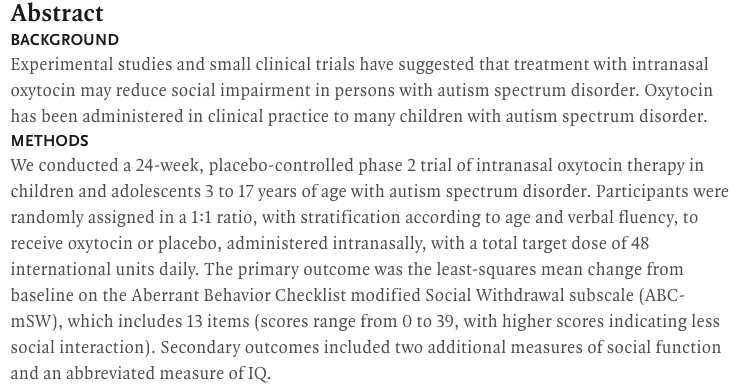 Abstract
BACKGROUND
Experimental studies and small clinical trials have suggested that treatment with intranasal
oxytocin may reduce social impairment in persons with autism spectrum disorder. Oxytocin
has been administered in clinical practice to many children with autism spectrum disorder.
METHODS
We conducted a 24-week, placebo-controlled phase 2 trial of intranasal oxytocin therapy in
children and adolescents 3 to 17 years of age with autism spectrum disorder. Participants were
randomly assigned in a 1:1 ratio, with stratification according to age and verbal fluency, to
receive oxytocin or placebo, administered intranasally, with a total target dose of 48
international units daily. The primary outcome was the least-squares mean change from
baseline on the Aberrant Behavior Checklist modified Social Withdrawal subscale (ABC-
mSW), which includes 13 items (scores range from 0 to 39, with higher scores indicating less
social interaction). Secondary outcomes included two additional measures of social function
and an abbreviated measure of IQ.